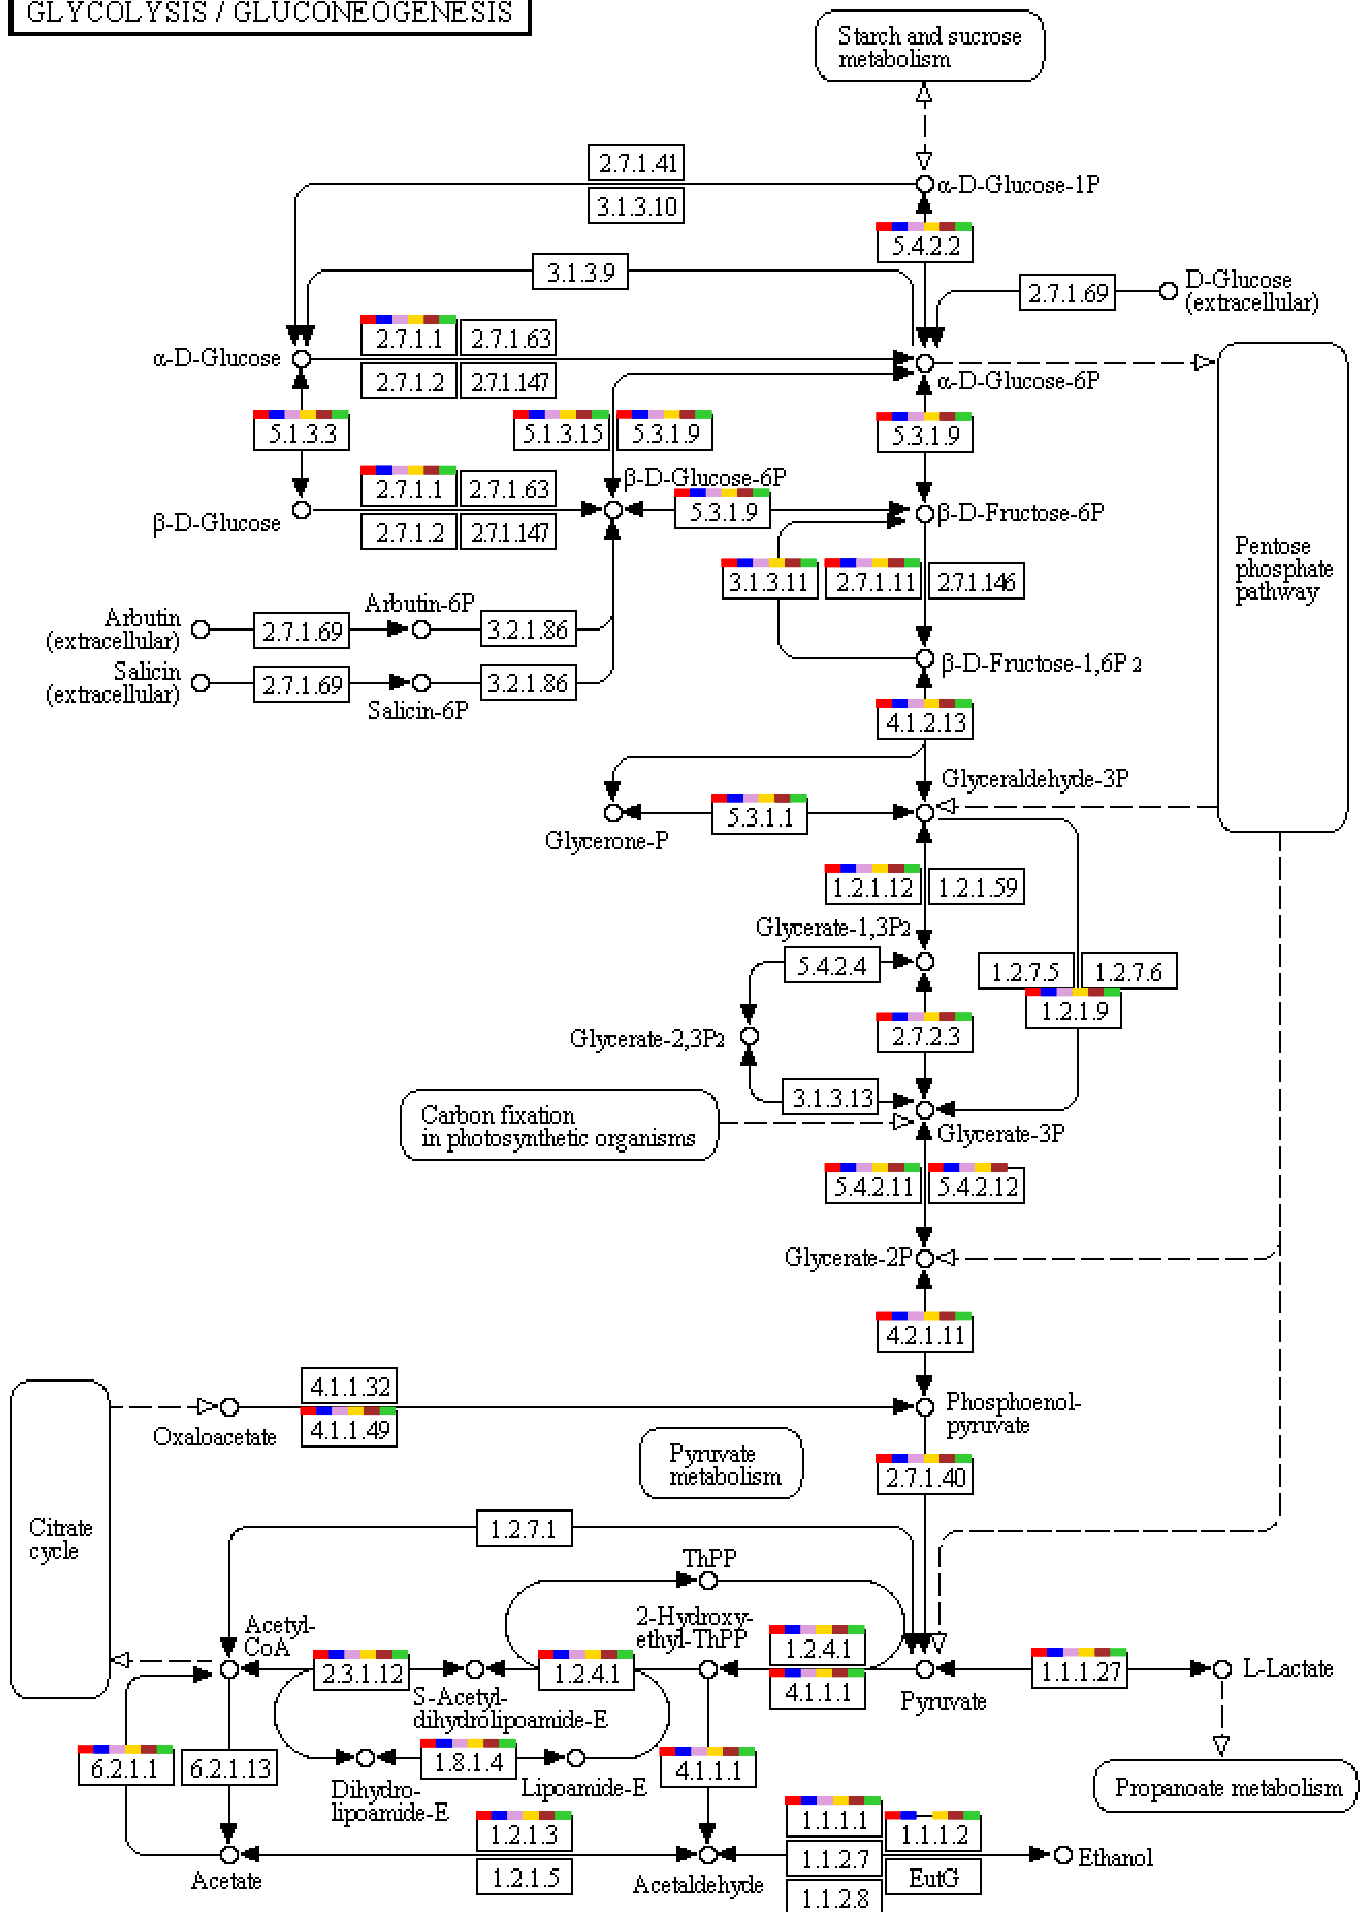 GLYCOLYSIS / GLUCONEOGENESIS
Starch and sucrose
metabolism
2.7.1.41
α-D-Glucose-1P
3.1.3.10
5.4.2.2
3.1.3.9
2.7.1.69
D-Glucose
(extracellular)
2.7.1.1
2.7.1.63
α-D-Glucose
2.7.1.2
2.7.1.147
α-D-Glucose-6P
5.1.3.3
5.1.3.15
5.3.1.9
5.3.1.9
2.7.1.1
2.7.1.63
β-D-Glucose-6P
β-D-Glucose
2.7.1.2
2.7.1.147
5.3.1.9
β-D-Fructose-6P
Pentose
phosphate
pathway
3.1.3.11
2.7.1.11
2.7.1.146
Arbutin
(extracellular)
2.7.1.69
Arbutin-6P
3.2.1.86
Salicin
(extracellular)
2.7.1.69
Salicin-6P
3.2.1.86
β-D-Fructose-1,6P2
4.1.2.13
Glyceraldehyde-3P
5.3.1.1
Glycerone-P
1.2.1.12
1.2.1.59
Glycerate-1,3P2
5.4.2.4
1.2.7.5
1.2.7.6
1.2.1.9
Glycerate-2,3P2
2.7.2.3
3.1.3.13
Carbon fixation
in photosynthetic organisms
Glycerate-3P
5.4.2.11
5.4.2.12
Glycerate-2P
4.2.1.11
4.1.1.32
Oxaloacetate
4.1.1.49
Phosphoenol-
pyruvate
Pyruvate
metabolism
2.7.1.40
Citrate
cycle
1.2.7.1
ThPP
Acetyl-
CoA
2-Hydroxy-
ethyl-ThPP
1.2.4.1
2.3.1.12
1.2.4.1
4.1.1.1
Pyruvate
1.1.1.27
L-Lactate
S-Acetyl-
dihydrolipoamide-E
6.2.1.1
6.2.1.13
1.8.1.4
4.1.1.1
Dihydro-
lipoamide-E
Lipoamide-E
Propanoate metabolism
1.2.1.3
1.1.1.1
1.1.1.2
Acetate
1.2.1.5
Acetaldehyde
1.1.2.7
EutG
Ethanol
1.1.2.8